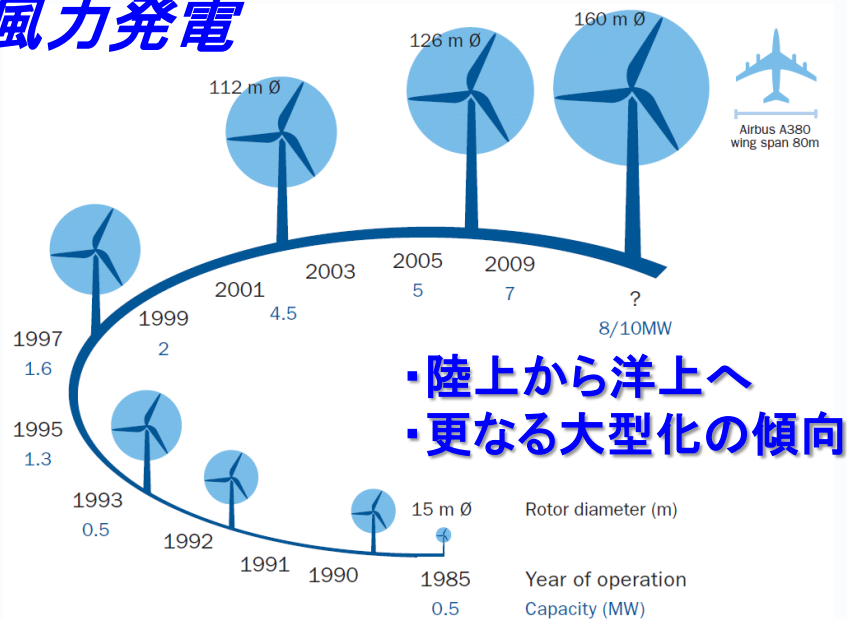 風力発電
160 m Ø
126 m Ø
112 m Ø
Airbus A380
wing span 80m
2005
2009
2003
5
7
2001
?
4.5
8/10MW
1999
2
1997
1.6
・陸上から洋上へ
・更なる大型化の傾向
1995
1.3
1993
0.5
15 m Ø
Rotor diameter (m)
1992
1991
1990
1985
Year of operation
0.5
Capacity (MW)